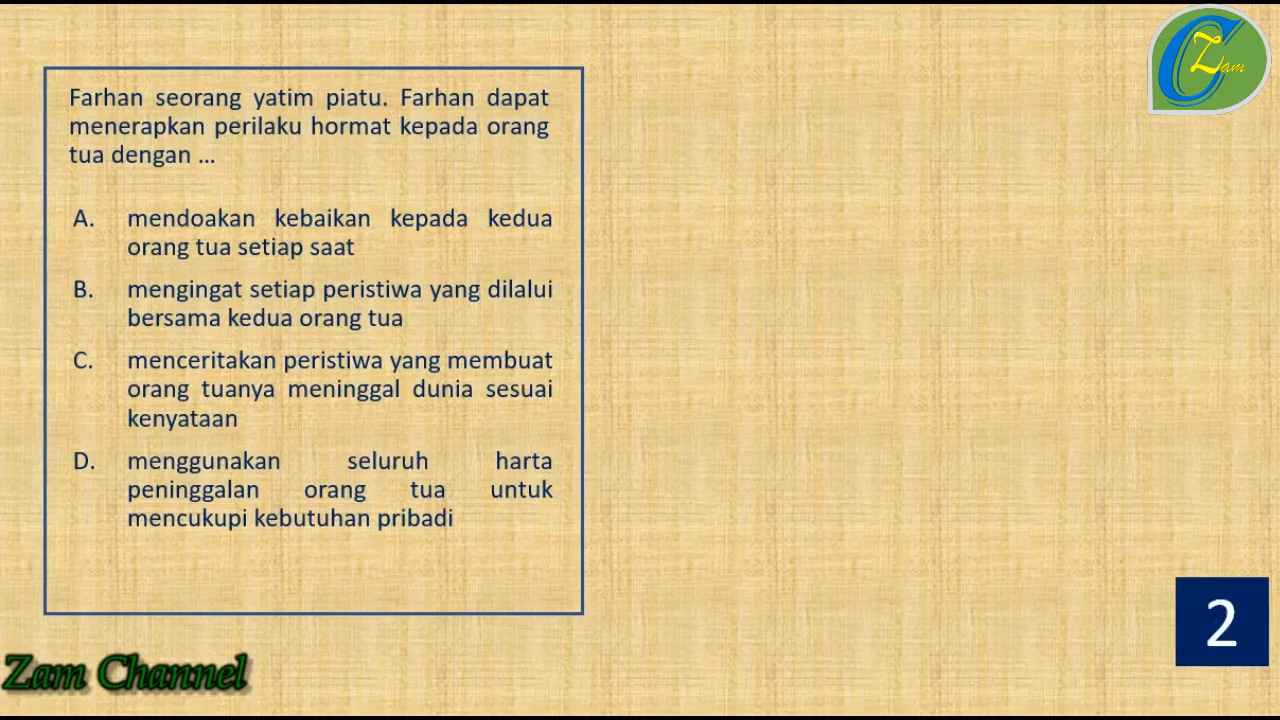 Zam
Farhan seorang yatim piatu. Farhan dapat
menerapkan perilaku hormat kepada orang
tua dengan ...
A. mendoakan kebaikan kepada kedua
orang tua setiap saat
B. mengingat setiap peristiwa yang dilalui
bersama kedua orang tua
C. menceritakan peristiwa yang membuat
orang tuanya meninggal dunia sesuai
kenyataan
D. menggunakan seluruh harta
peninggalan orang tua untuk
mencukupi kebutuhan pribadi
2
Zam Channel